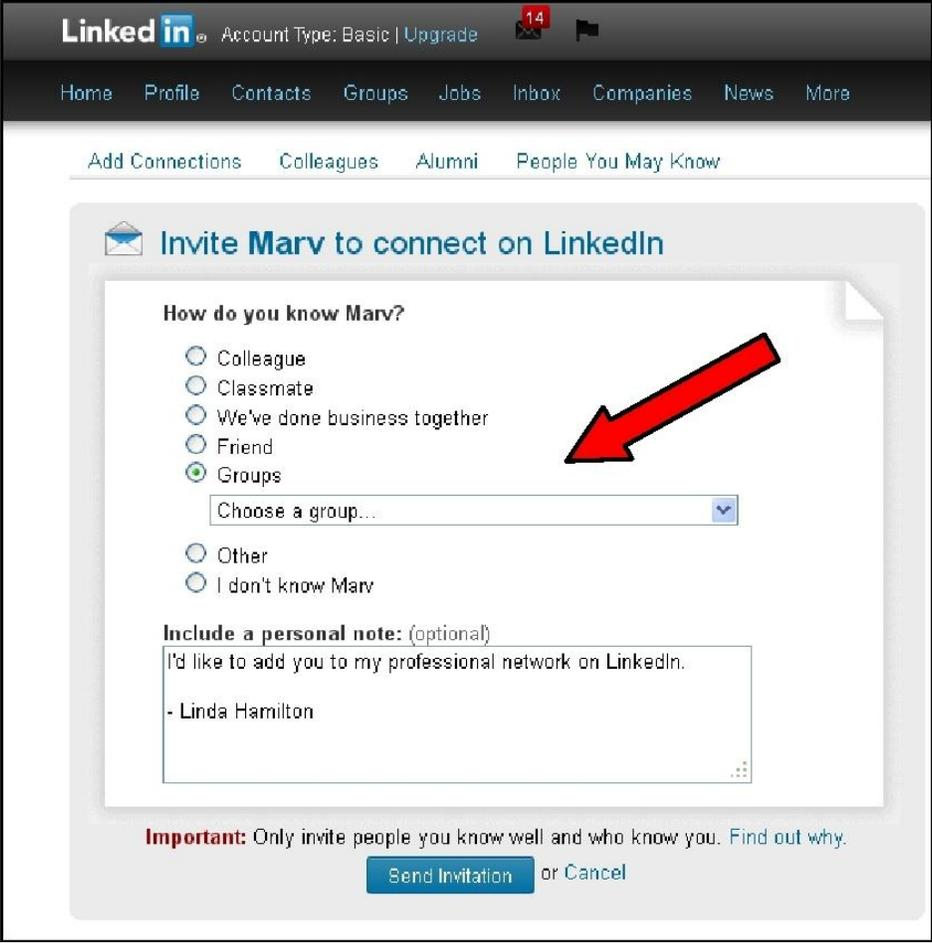 Linked in ® Account Type: Basic | Upgrade 14
Home Profile Contacts Groups Jobs Inbox Companies News More
Add Connections Colleagues Alumni People You May Know
Invite Marv to connect on LinkedIn
How do you know Marv?
Colleague
Classmate
We've done business together
Friend
Groups
Choose a group...
Other
I don't know Marv
Include a personal note: (optional)
I'd like to add you to my professional network on LinkedIn.
- Linda Hamilton
Important: Only invite people you know well and who know you. Find out why.
Send Invitation or Cancel